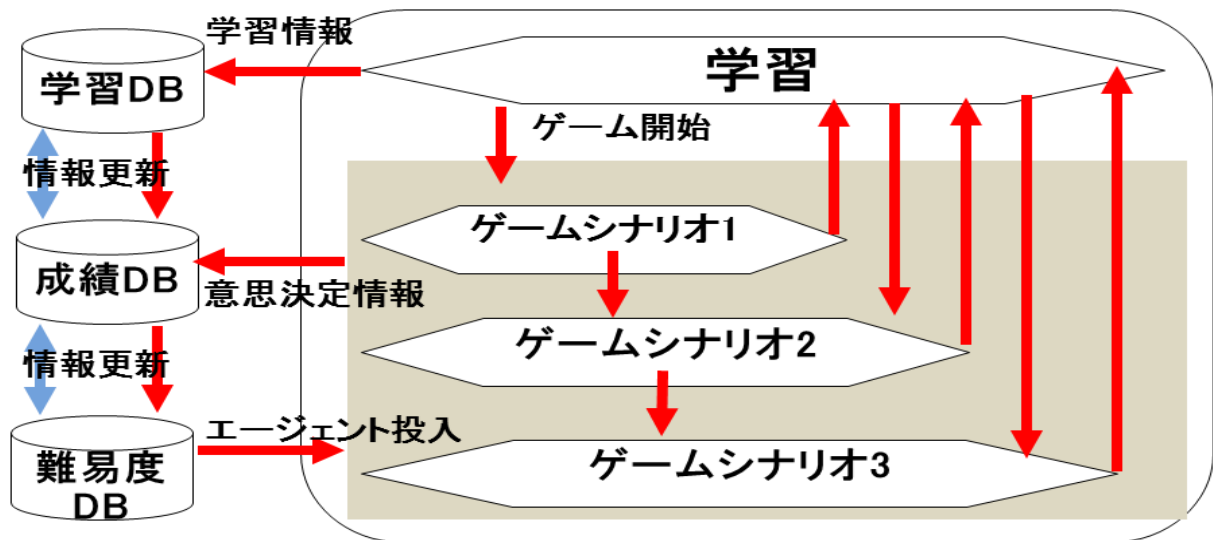 学習情報
学習
学習DB
ゲーム開始
情報更新
ゲームシナリオ1
成績DB
意思決定情報
ゲームシナリオ2
情報更新
エージェント投入
ゲームシナリオ3
難易度
DB